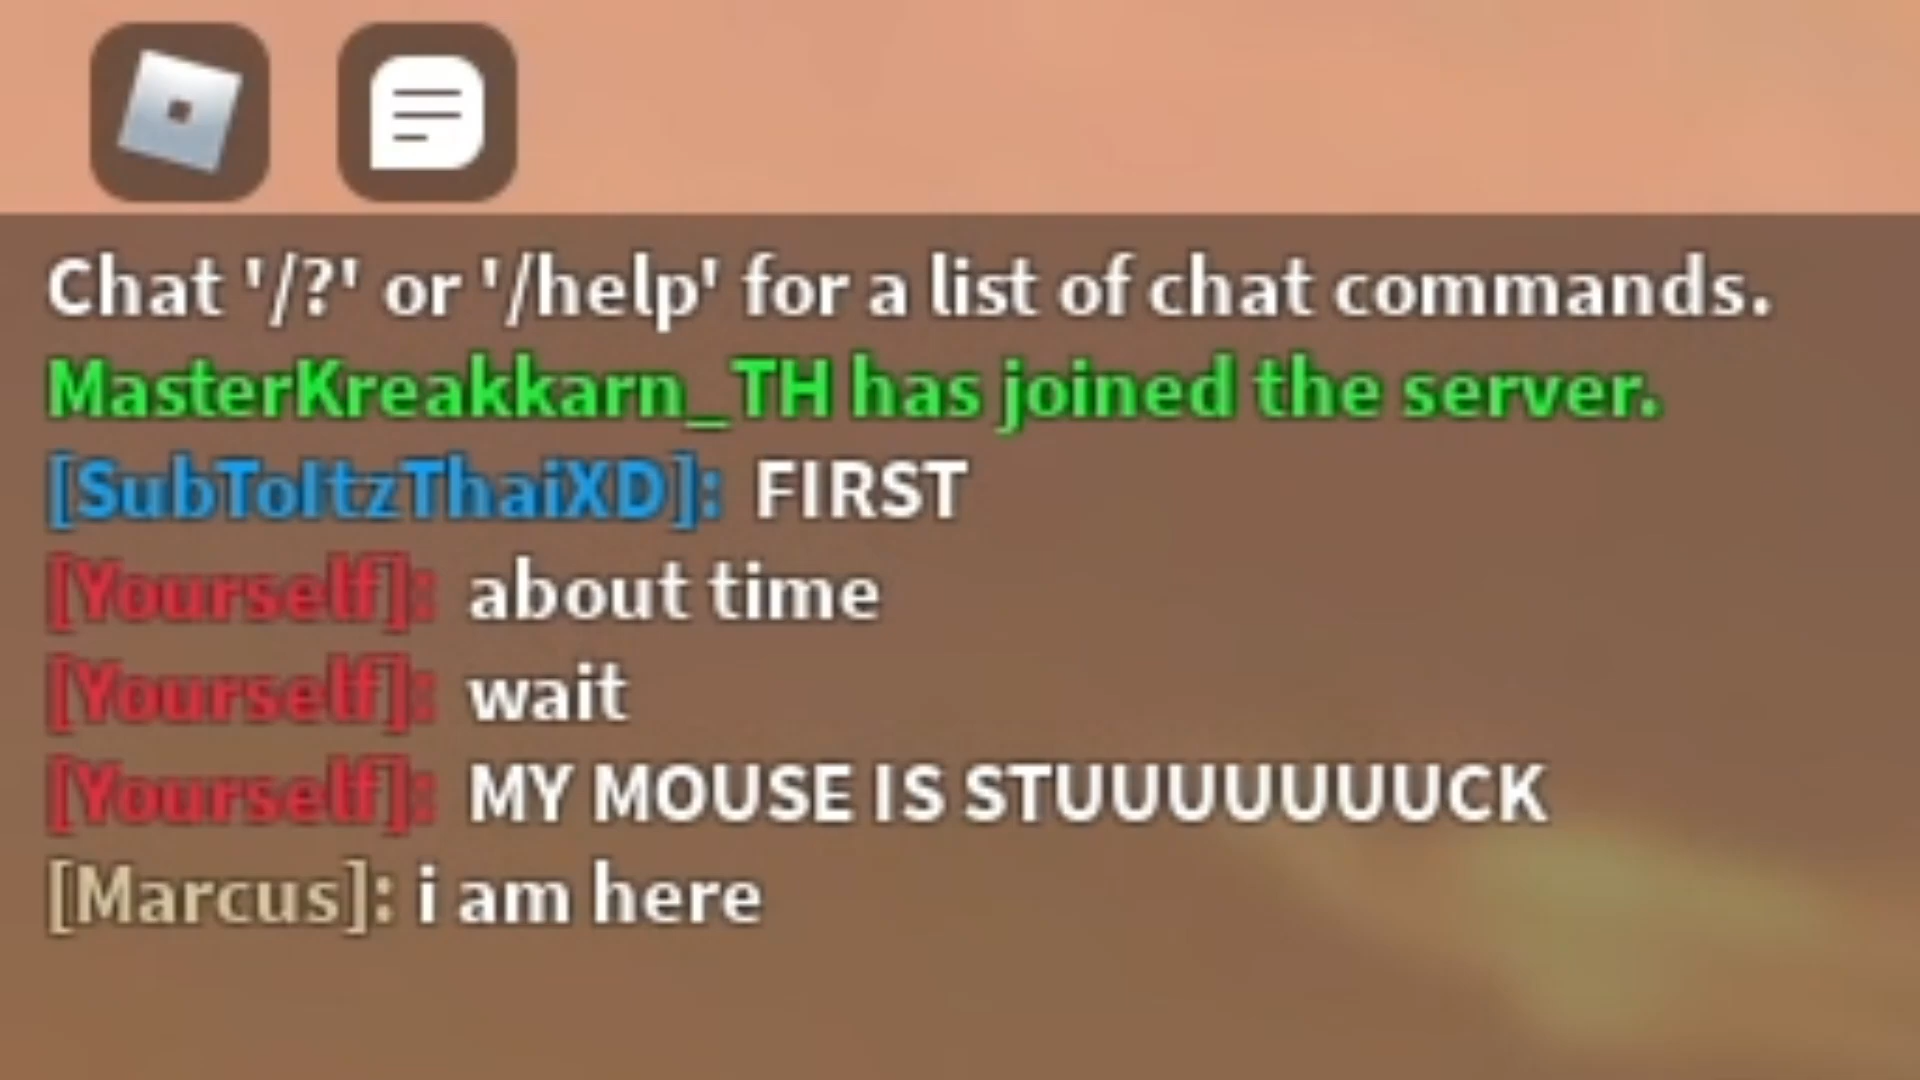 Chat '/?' or '/help' for a list of chat commands.
MasterKreakkarn_TH has joined the server.
[SubToItzThaiXD]: FIRST
[Yourself]: about time
[Yourself]: wait
[Yourself]: MY MOUSE IS STUUUUUUUCK
[Marcus]: i am here